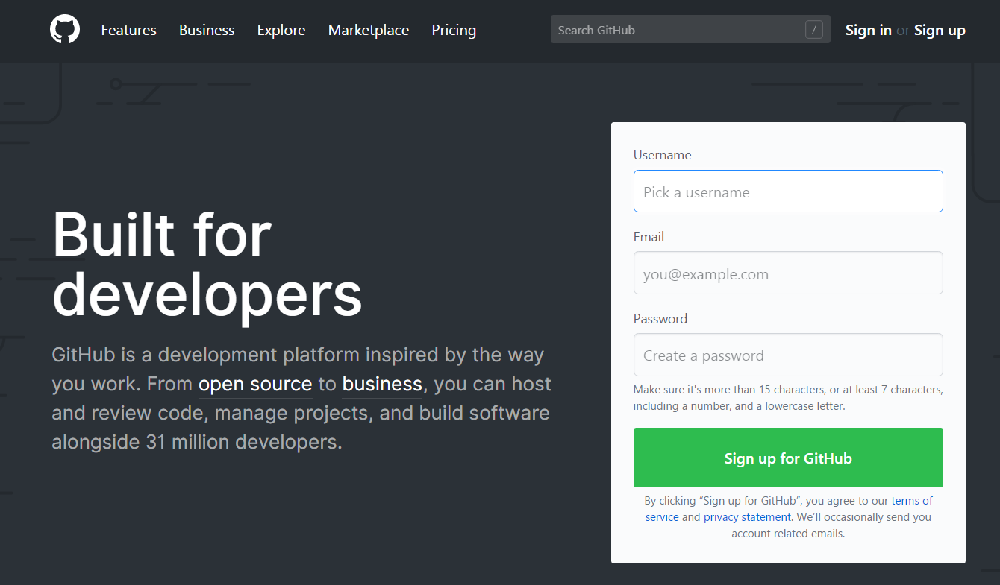 Features Business Explore Marketplace Pricing Search GitHub / Sign in or Sign up
Built for
developers
GitHub is a development platform inspired by the way
you work. From open source to business, you can host
and review code, manage projects, and build software
alongside 31 million developers.
Username
Pick a username
Email
you@example.com
Password
Create a password
Make sure it's more than 15 characters, or at least 7 characters,
including a number, and a lowercase letter.
Sign up for GitHub
By clicking “Sign up for GitHub”, you agree to our terms of
service and privacy statement. We’ll occasionally send you
account related emails.